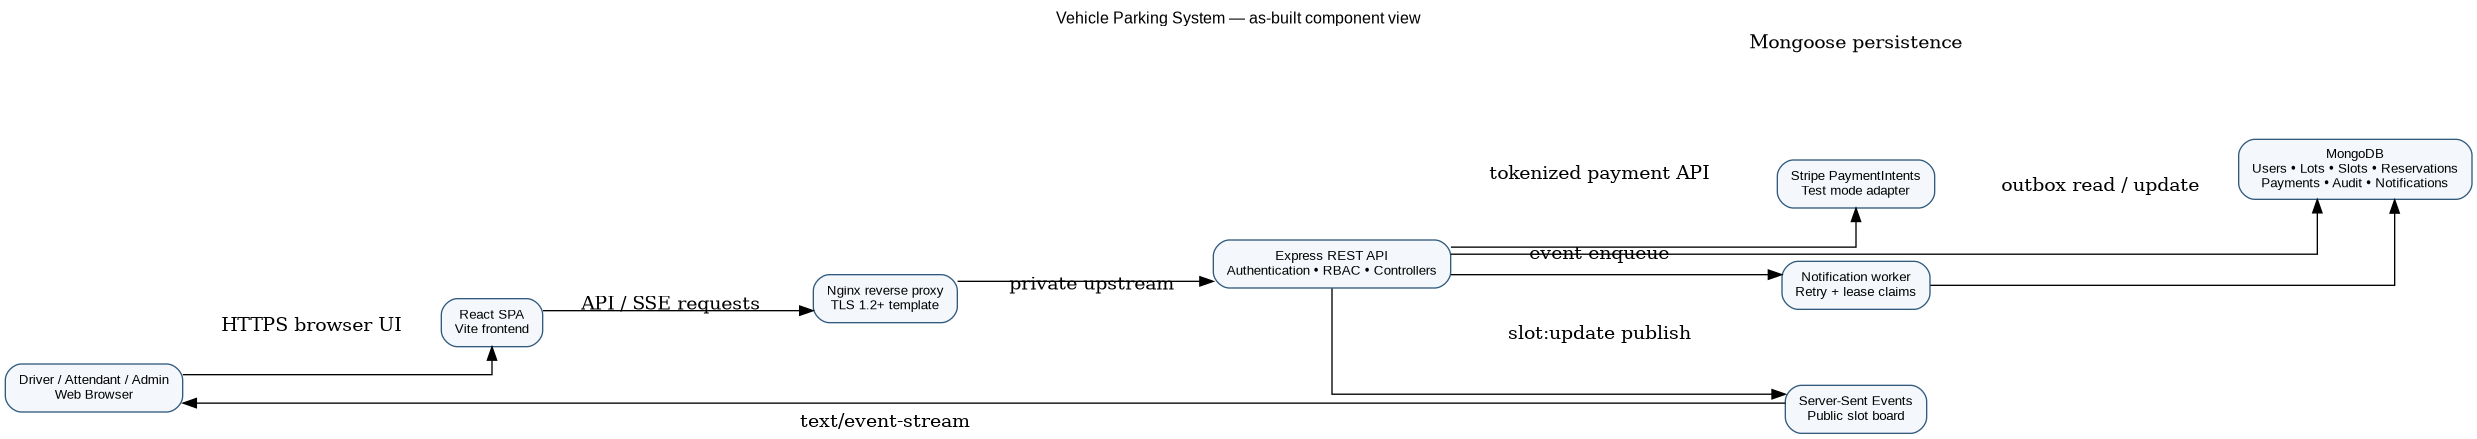 Vehicle Parking System — as-built component view
Mongoose persistence
tokenized payment API
Stripe PaymentIntents
Test mode adapter
outbox read / update
MongoDB
Users • Lots • Slots • Reservations
Payments • Audit • Notifications
Express REST API
Authentication • RBAC • Controllers
event enqueue
Notification worker
Retry + lease claims
private upstream
Nginx reverse proxy
TLS 1.2+ template
API / SSE requests
React SPA
Vite frontend
HTTPS browser UI
slot:update publish
Driver / Attendant / Admin
Web Browser
text/event-stream
Server-Sent Events
Public slot board